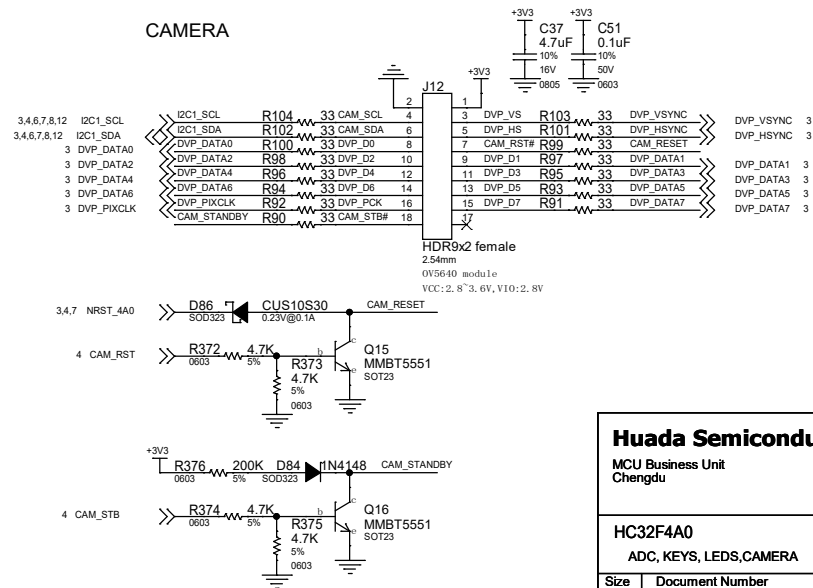 CAMERA
+3V3
+3V3
C37
4.7uF
10%
16V
0805
C51
0.1uF
10%
50V
0603
J12
+3V3
2
1
3,4,6,7,8,12 I2C1_SCL I2C1_SCL R104 33 CAM_SCL 4 3 DVP_VS R103 33 DVP_VSYNC DVP_VSYNC 3
3,4,6,7,8,12 I2C1_SDA I2C1_SDA R102 33 CAM_SDA 6 5 DVP_HS R101 33 DVP_HSYNC DVP_HSYNC 3
3 DVP_DATA0 DVP_DATA0 R100 33 DVP_D0 8 7 CAM_RST# R99 33 CAM_RESET
3 DVP_DATA2 DVP_DATA2 R98 33 DVP_D2 10 9 DVP_D1 R97 33 DVP_DATA1 DVP_DATA1 3
3 DVP_DATA4 DVP_DATA4 R96 33 DVP_D4 12 11 DVP_D3 R95 33 DVP_DATA3 DVP_DATA3 3
3 DVP_DATA6 DVP_DATA6 R94 33 DVP_D6 14 13 DVP_D5 R93 33 DVP_DATA5 DVP_DATA5 3
3 DVP_PIXCLK DVP_PIXCLK R92 33 DVP_PCK 16 15 DVP_D7 R91 33 DVP_DATA7 DVP_DATA7 3
CAM_STANDBY R90 33 CAM_STB# 18 17
HDR9x2 female
2.54mm
OV5640 module
VCC:2.8~3.6V,VIO:2.8V
3,4,7 NRST_4A0 D86 CUS10S30 CAM_RESET
SOD323 0.23V@0.1A
4 CAM_RST R372 4.7K
0603 5%
R373
4.7K
5%
0603
b
c
e
Q15
MMBT5551
SOT23
+3V3
R376 200K D84 1N4148 CAM_STANDBY
0603 5% SOD323
4 CAM_STB R374 4.7K
0603 5%
R375
4.7K
5%
0603
b
c
e
Q16
MMBT5551
SOT23
Huada Semicondu
MCU Business Unit
Chengdu
HC32F4A0
ADC, KEYS, LEDS,CAMERA
Size Document Number